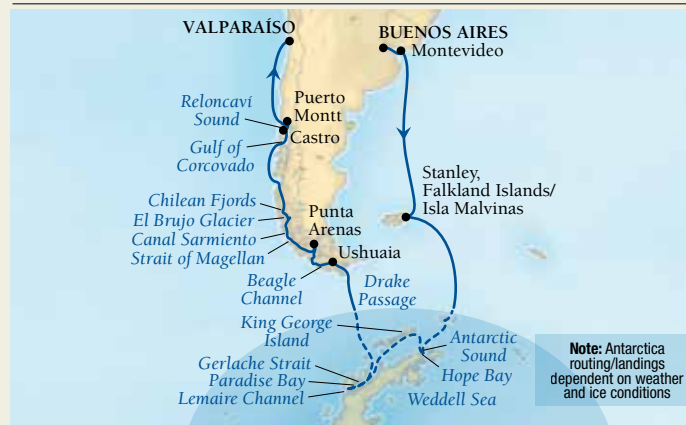 VALPARAÍSO
BUENOS AIRES
Montevideo
Reloncaví
Sound
Puerto
Montt
Castro
Gulf of
Corcovado
Stanley,
Falkland Islands/
Isla Malvinas
Chilean Fjords
El Brujo Glacier
Canal Sarmiento
Strait of Magellan
Punta
Arenas
Ushuaia
Beagle
Channel
Drake
Passage
King George
Island
Antarctic
Sound
Hope Bay
Gerlache Strait
Paradise Bay
Lemaire Channel
Weddell Sea
Note: Antarctica
routing/landings
dependent on weather
and ice conditions